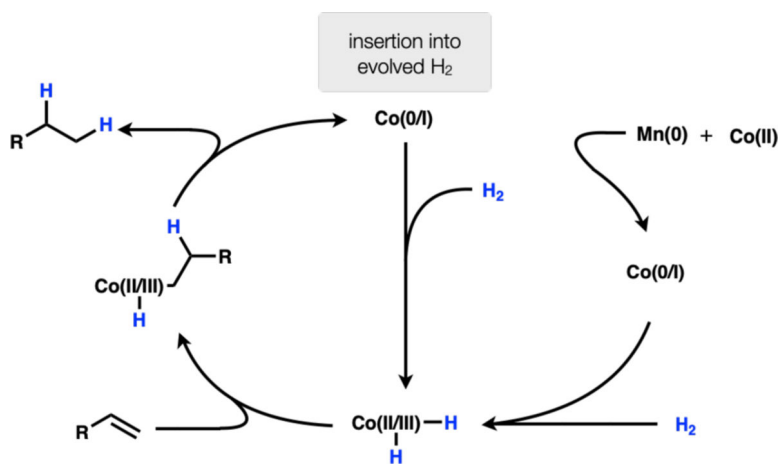 insertion into
evolved H₂
H
R
H
Co(0/I)
Mn(0) + Co(II)
H₂
H
R
Co(II/III)
H
Co(0/I)
R
Co(II/III)
H
H
H₂